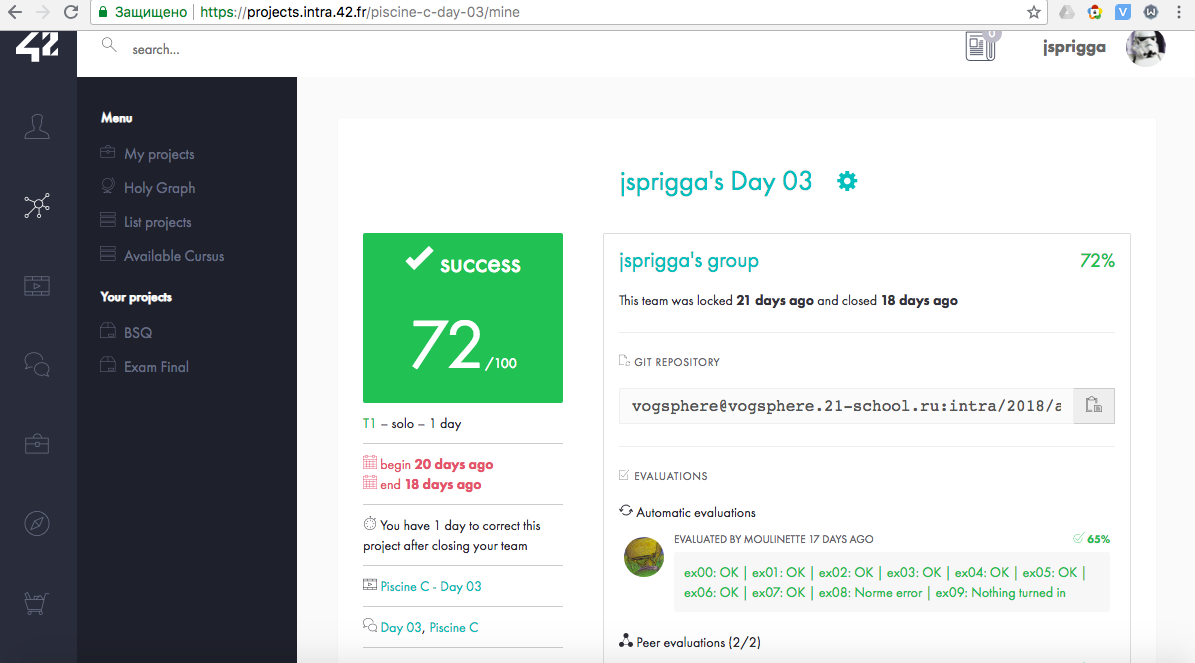 Защищено https://projects.intra.42.fr/piscine-c-day-03/mine
42
search...
0
jsprigga
Menu
My projects
Holy Graph
List projects
Available Cursus
Your projects
BSQ
Exam Final
jsprigga's Day 03
success
72/100
T1 – solo – 1 day
begin 20 days ago
end 18 days ago
You have 1 day to correct this
project after closing your team
Piscine C - Day 03
Day 03, Piscine C
jsprigga's group 72%
This team was locked 21 days ago and closed 18 days ago
GIT REPOSITORY
vogsphere@vogsphere.21-school.ru:intra/2018/a
EVALUATIONS
Automatic evaluations
EVALUATED BY MOULINETTE 17 DAYS AGO 65%
ex00: OK | ex01: OK | ex02: OK | ex03: OK | ex04: OK | ex05: OK |
ex06: OK | ex07: OK | ex08: Norme error | ex09: Nothing turned in
Peer evaluations (2/2)